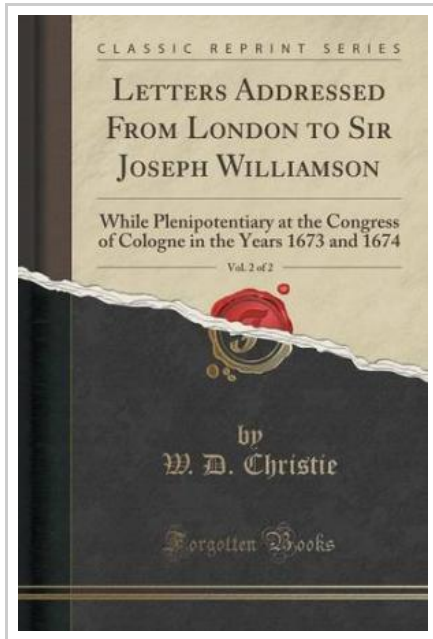 CLASSIC REPRINT SERIES
LETTERS ADDRESSED
FROM LONDON TO SIR
JOSEPH WILLIAMSON
While Plenipotentiary at the Congress
of Cologne in the Years 1673 and 1674
Vol. 2 of 2
by
W. D. Christie
Forgotten Books